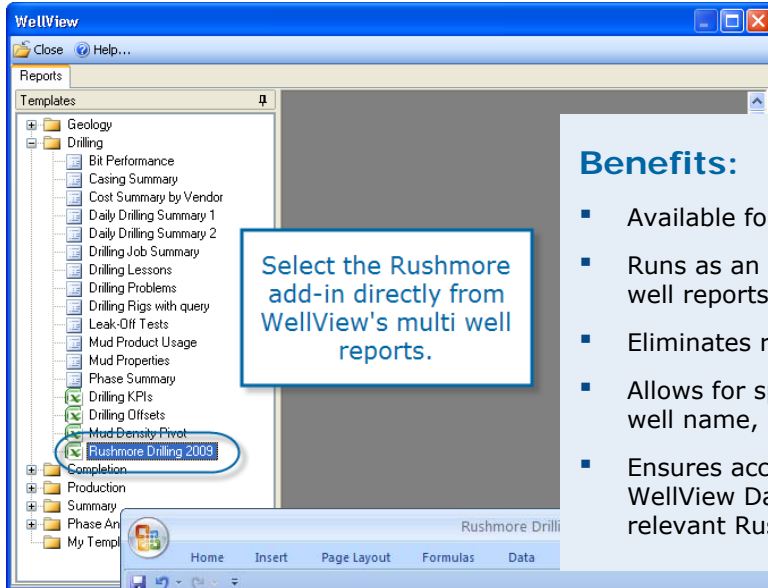 WellView
Close Help...
Reports
Templates
Geology
Drilling
Bit Performance
Casing Summary
Cost Summary by Vendor
Daily Drilling Summary 1
Daily Drilling Summary 2
Drilling Job Summary
Drilling Lessons
Drilling Problems
Drilling Rigs with query
Leak-Off Tests
Mud Product Usage
Mud Properties
Phase Summary
Drilling KPIs
Drilling Offsets
Mud Density Pivot
Rushmore Drilling 2009
Completion
Production
Summary
Phase An
My Templ
Select the Rushmore
add-in directly from
WellView's multi well
reports.
Benefits:
Available fo
Runs as an
well reports
Eliminates
Allows for s
well name,
Ensures acc
WellView Da
relevant Rus
Rushmore Drilli
Home Insert Page Layout Formulas Data